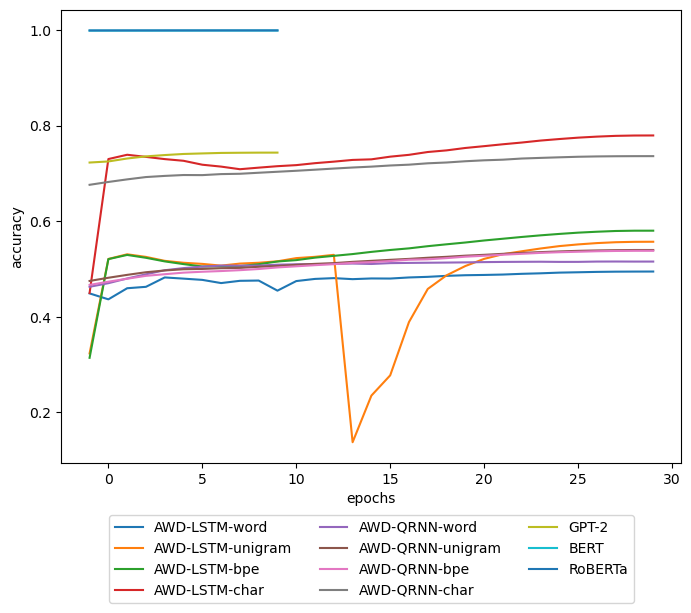 1.0
0.8
0.6
0.4
0.2
accuracy
0 5 10 15 20 25 30
epochs
AWD-LSTM-word AWD-QRNN-word GPT-2
AWD-LSTM-unigram AWD-QRNN-unigram BERT
AWD-LSTM-bpe AWD-QRNN-bpe RoBERTa
AWD-LSTM-char AWD-QRNN-char